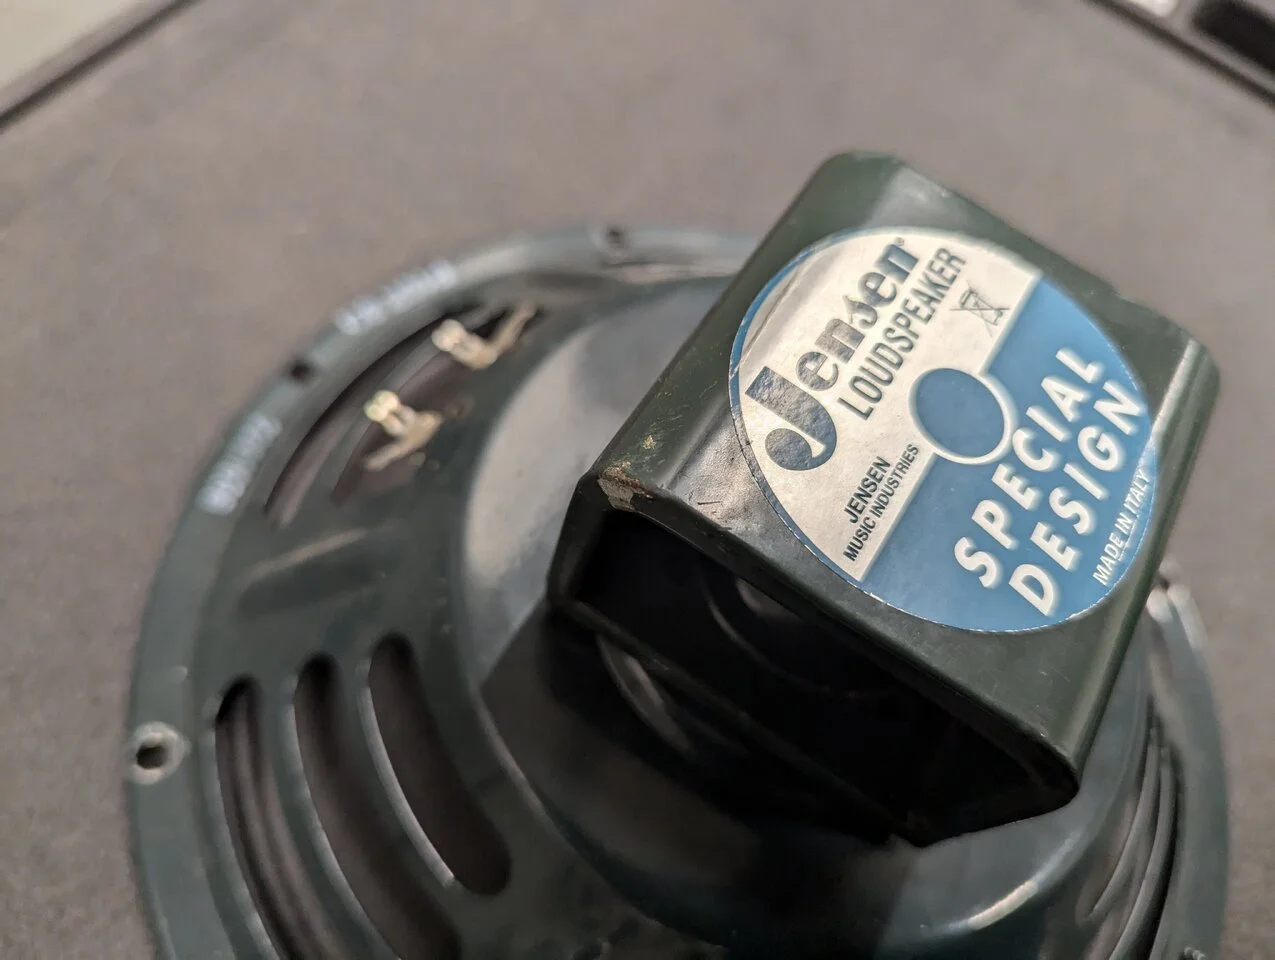 Jensen®
LOUDSPEAKER
JENSEN
MUSIC INDUSTRIES
SPECIAL
DESIGN
MADE IN ITALY